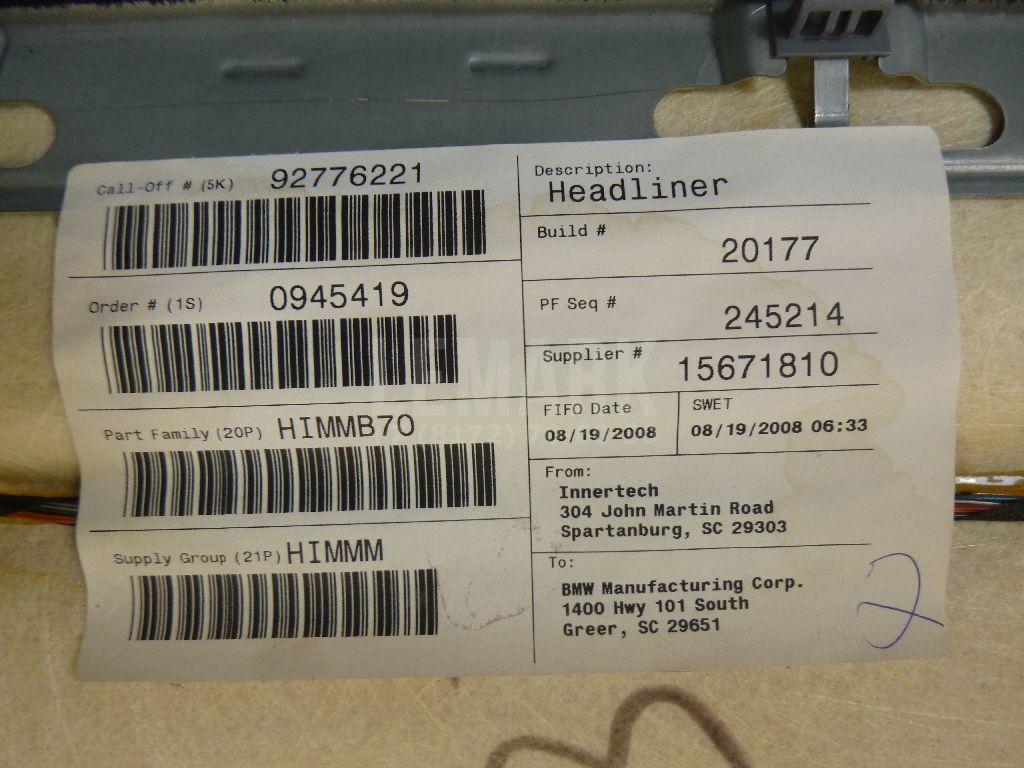 Call-Off # (5K) 92776221
Order # (1S) 0945419
Part Family (20P) HIMMB70
Supply Group (21P) HIMMM
Description:
Headliner
Build #
20177
PF Seq #
245214
Supplier #
15671810
FIFO Date
08/19/2008
SWET
08/19/2008 06:33
From:
Innertech
304 John Martin Road
Spartanburg, SC 29303
To:
BMW Manufacturing Corp.
1400 Hwy 101 South
Greer, SC 29651
2
LEMARK